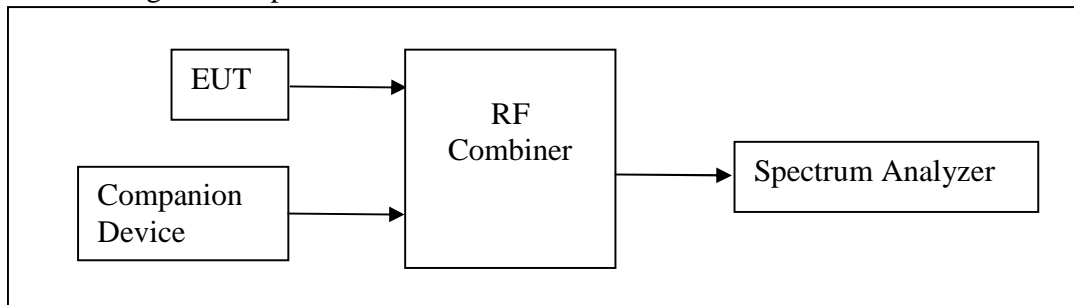 EUT
RF
Combiner
Spectrum Analyzer
Companion
Device